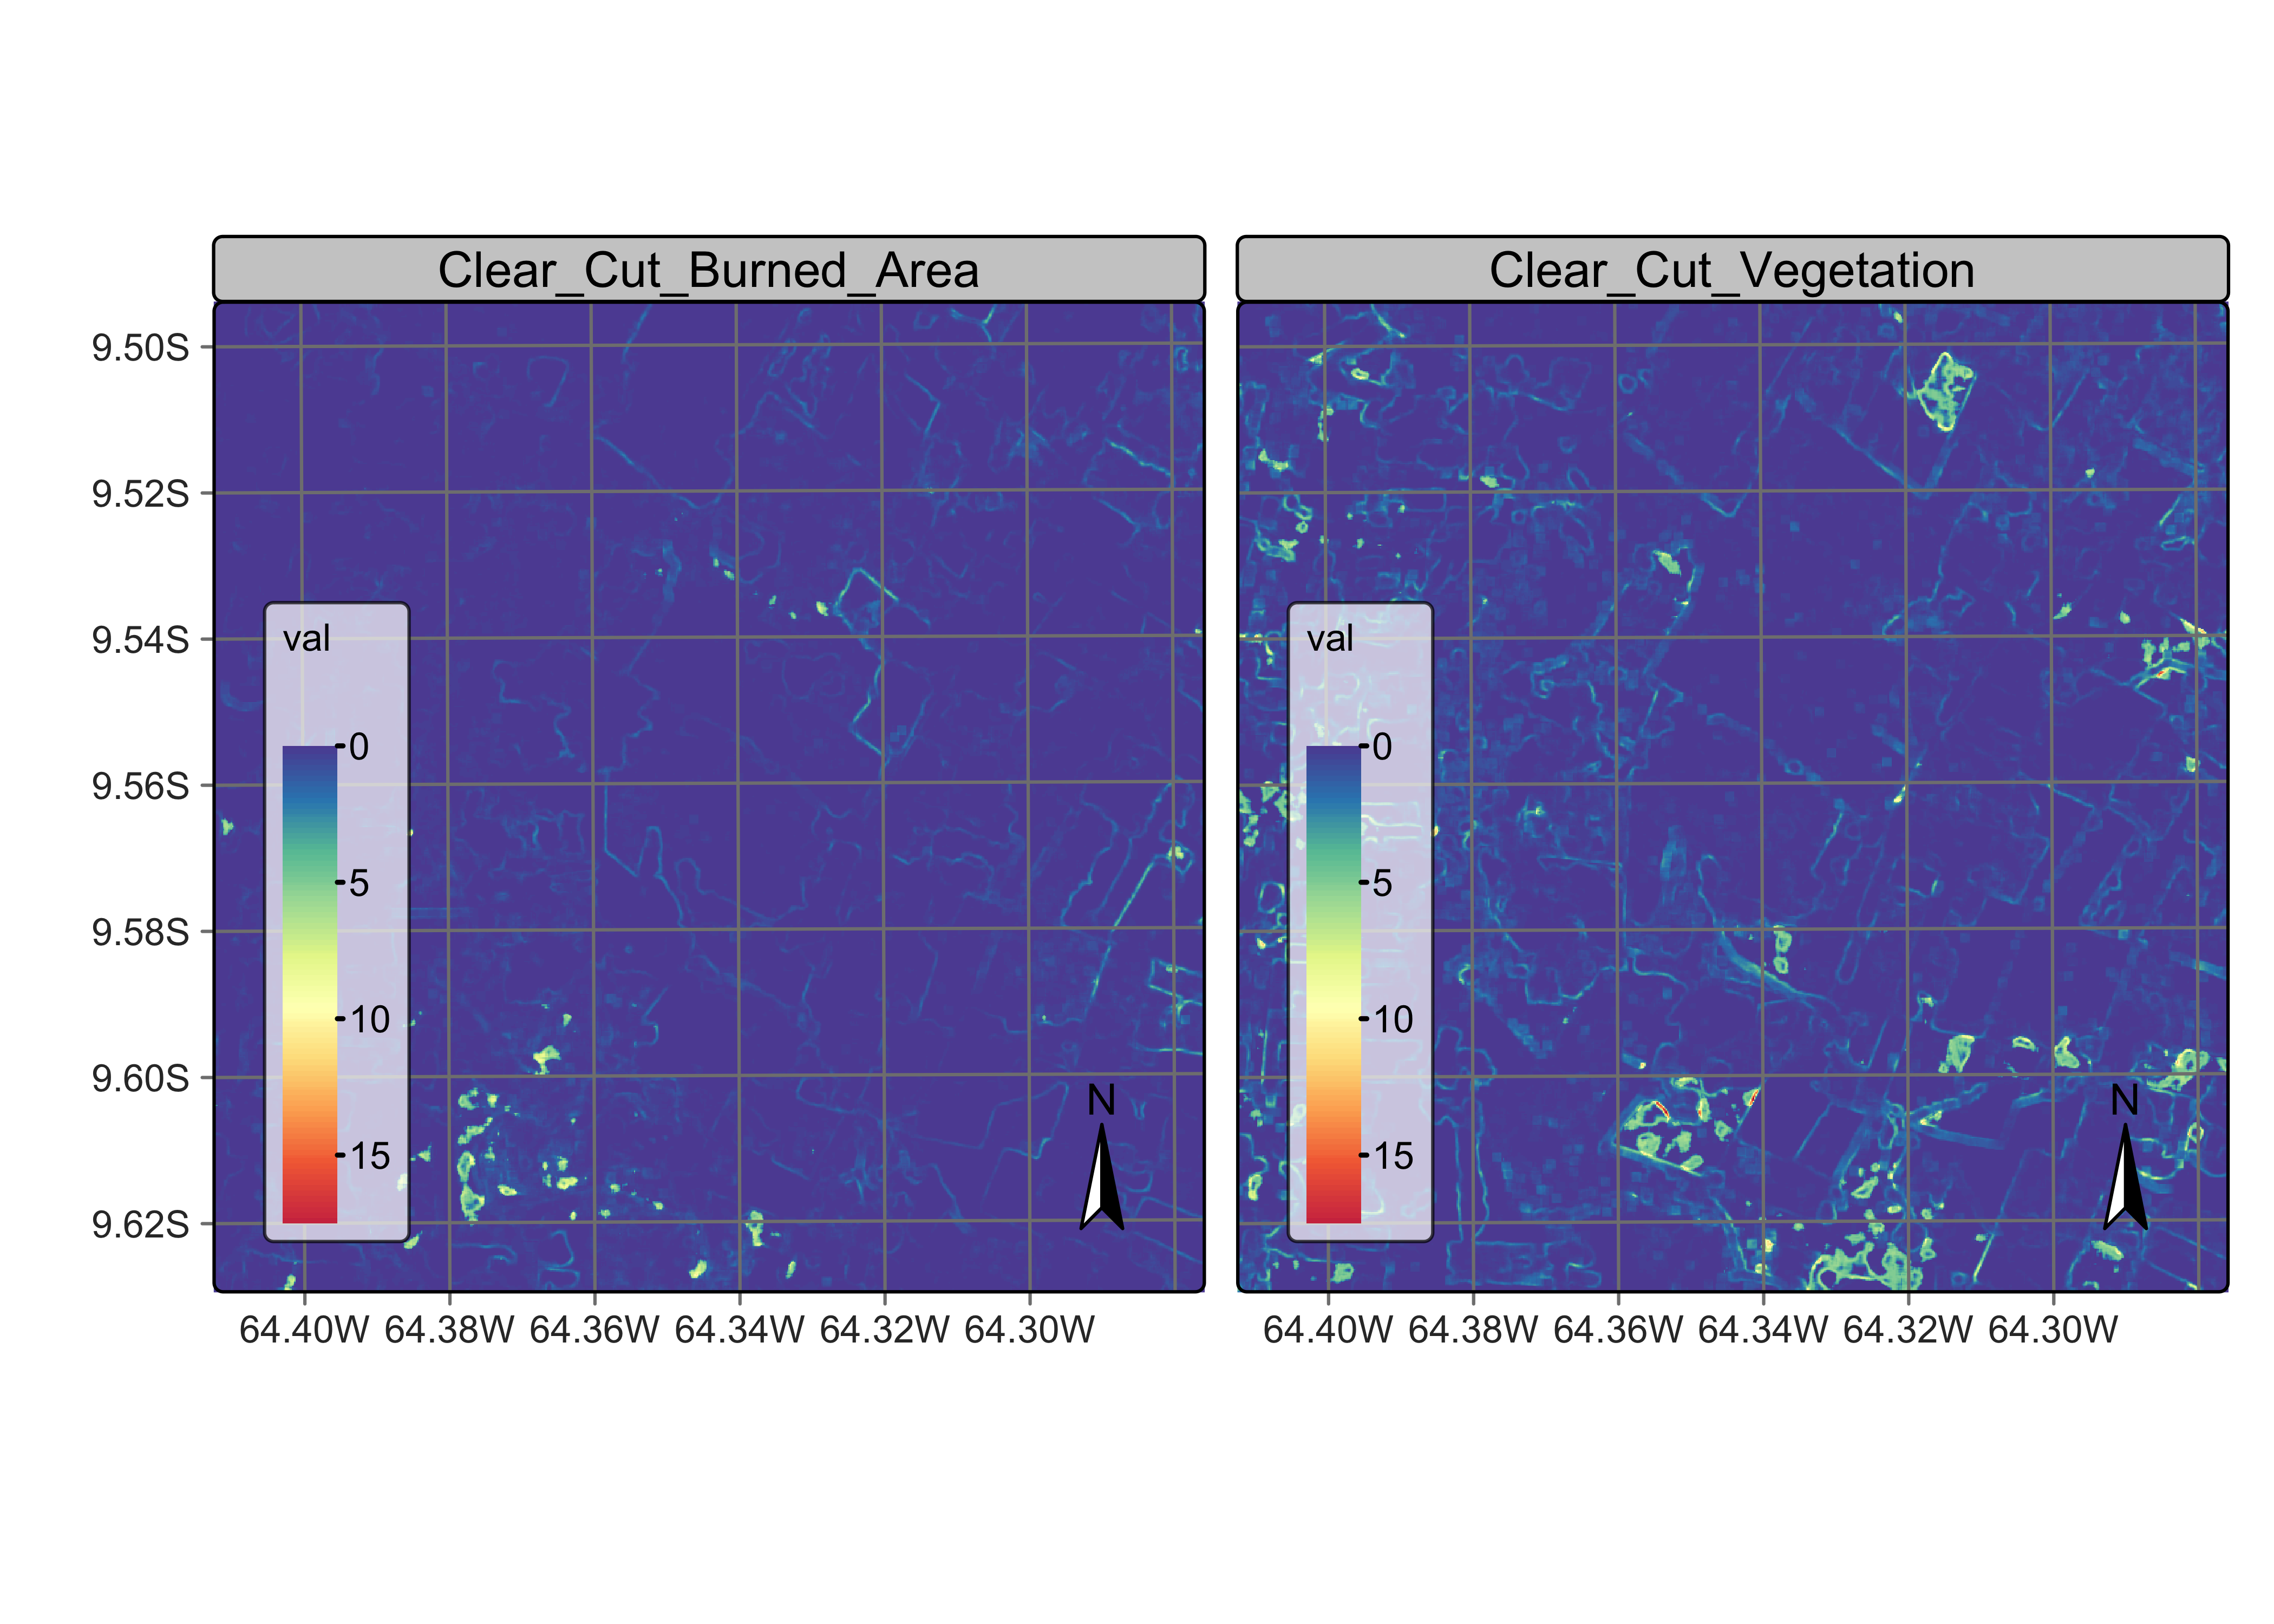 Clear_Cut_Burned_Area
Clear_Cut_Vegetation
9.50S
9.52S
9.54S
9.56S
9.58S
9.60S
9.62S
val
0
5
10
15
N
val
0
5
10
15
N
64.40W 64.38W 64.36W 64.34W 64.32W 64.30W
64.40W 64.38W 64.36W 64.34W 64.32W 64.30W